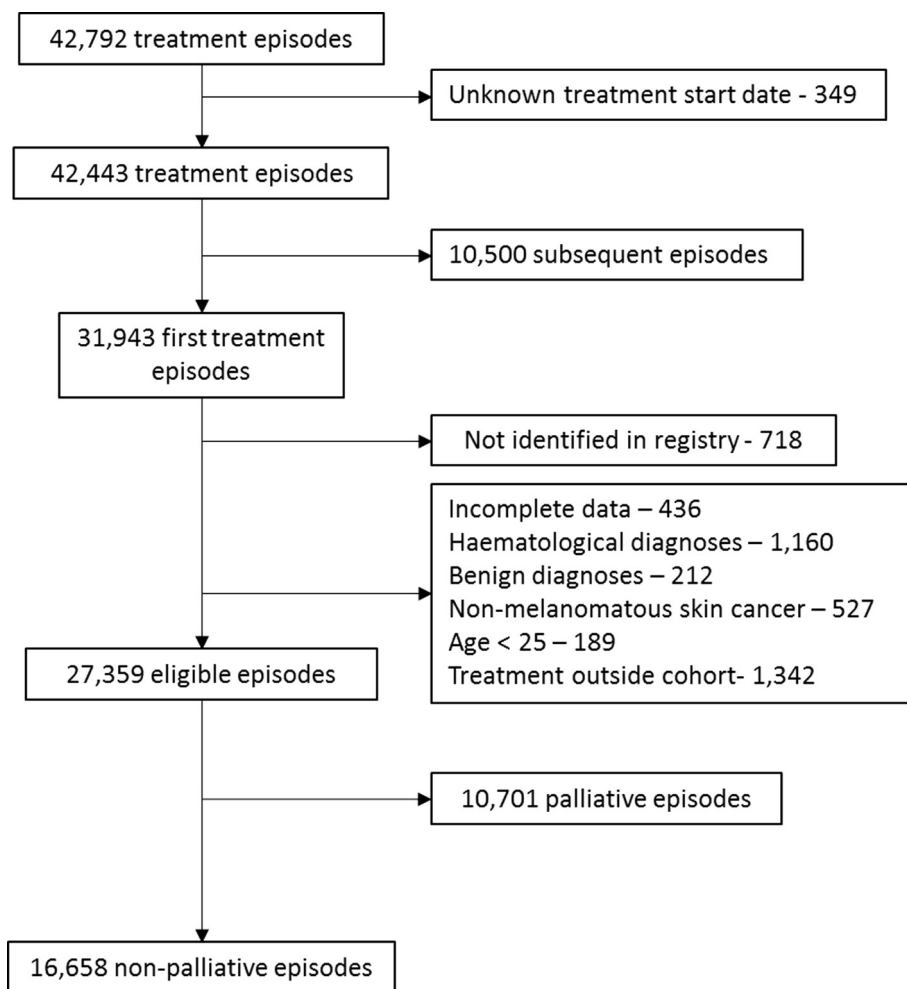 42,792 treatment episodes
Unknown treatment start date - 349
42,443 treatment episodes
10,500 subsequent episodes
31,943 first treatment
episodes
Not identified in registry - 718
Incomplete data – 436
Haematological diagnoses – 1,160
Benign diagnoses – 212
Non-melanomatous skin cancer – 527
Age < 25 – 189
Treatment outside cohort- 1,342
27,359 eligible episodes
10,701 palliative episodes
16,658 non-palliative episodes